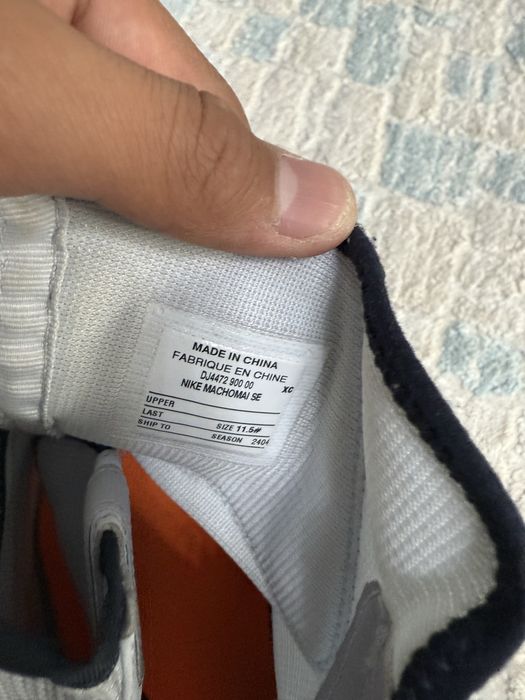 MADE IN CHINA
FABRIQUE EN CHINE
DJ4472 900 00 XC
NIKE MACHOMAI SE
UPPER
LAST SIZE 11.5#
SHIP TO SEASON 2404